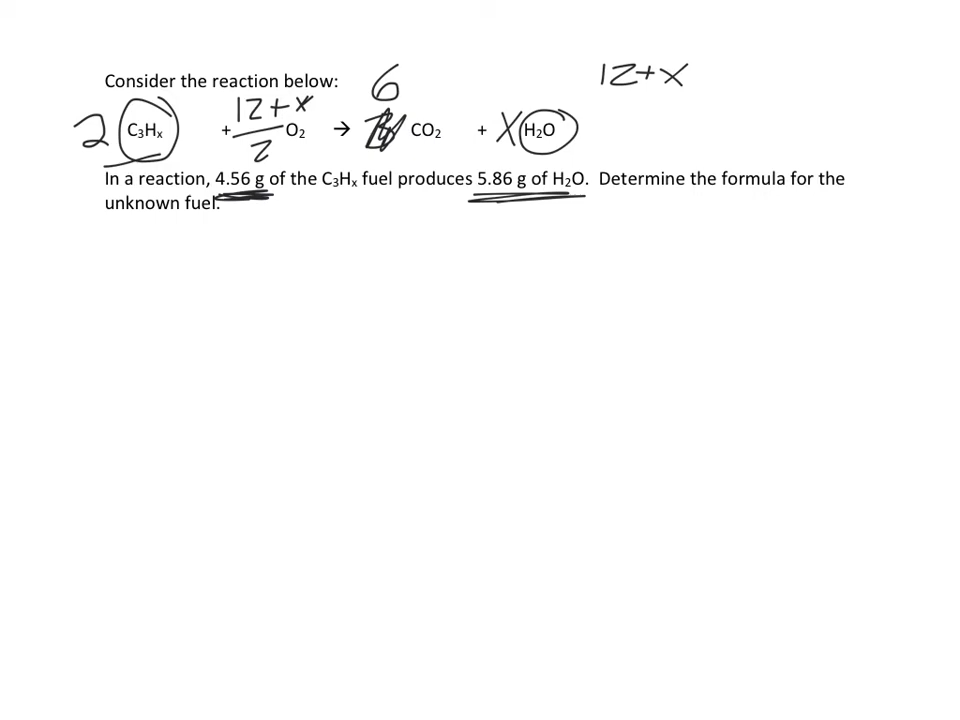 Consider the reaction below:
6
12+x
2 C₃Hₓ + 12+x/2 O₂ → CO₂ + X H₂O
In a reaction, 4.56 g of the C₃Hₓ fuel produces 5.86 g of H₂O. Determine the formula for the
unknown fuel.